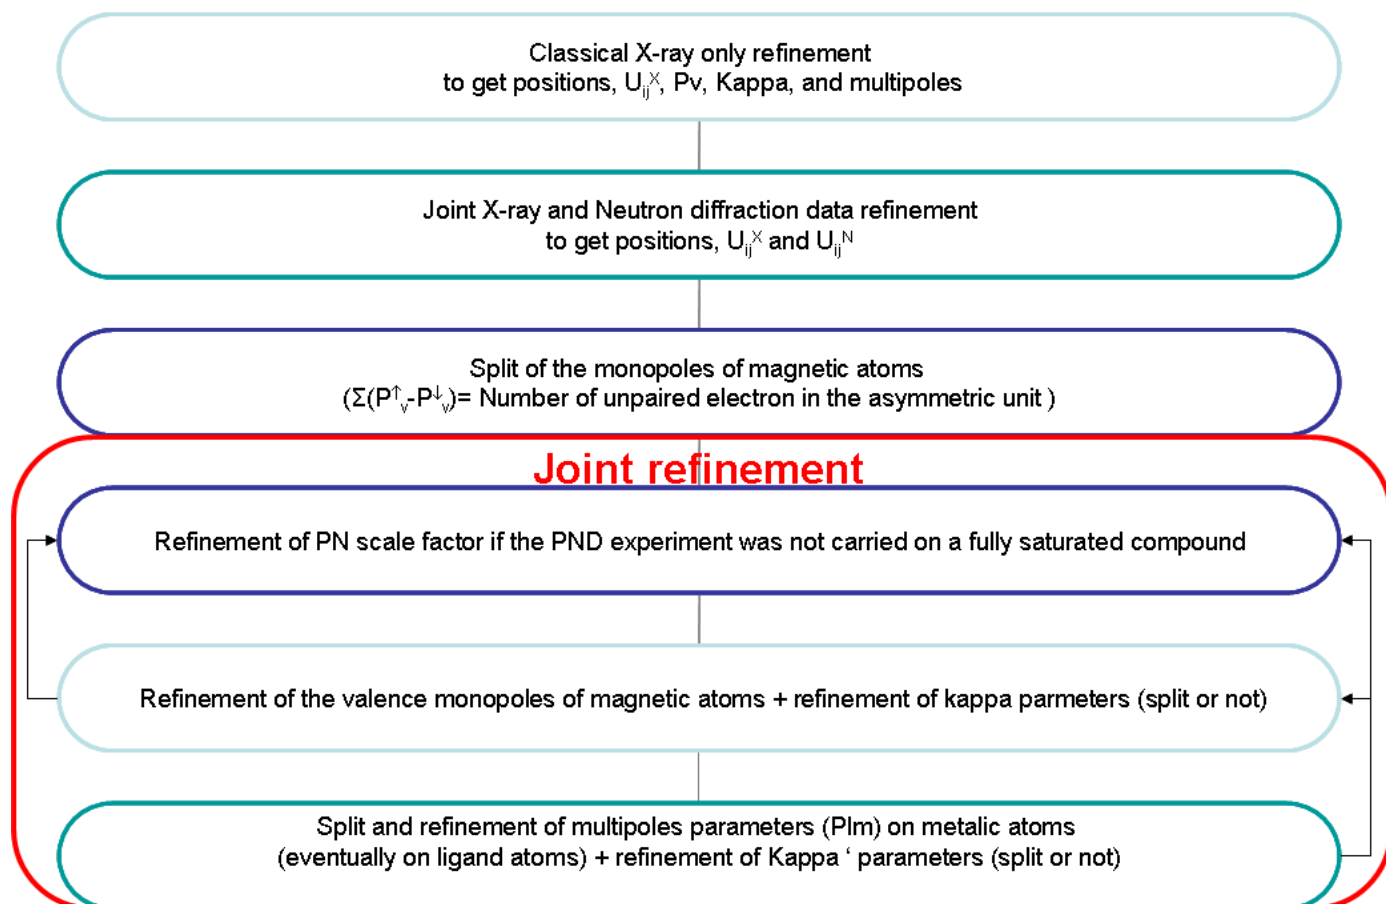 Classical X-ray only refinement
to get positions, Uᵢⱼˣ, Pv, Kappa, and multipoles
Joint X-ray and Neutron diffraction data refinement
to get positions, Uᵢⱼˣ and Uᵢⱼᴺ
Split of the monopoles of magnetic atoms
(Σ(P↑ᵥ-P↓ᵥ)= Number of unpaired electron in the asymmetric unit )
Joint refinement
Refinement of PN scale factor if the PND experiment was not carried on a fully saturated compound
Refinement of the valence monopoles of magnetic atoms + refinement of kappa parmeters (split or not)
Split and refinement of multipoles parameters (Plm) on metalic atoms
(eventually on ligand atoms) + refinement of Kappa ‘ parameters (split or not)